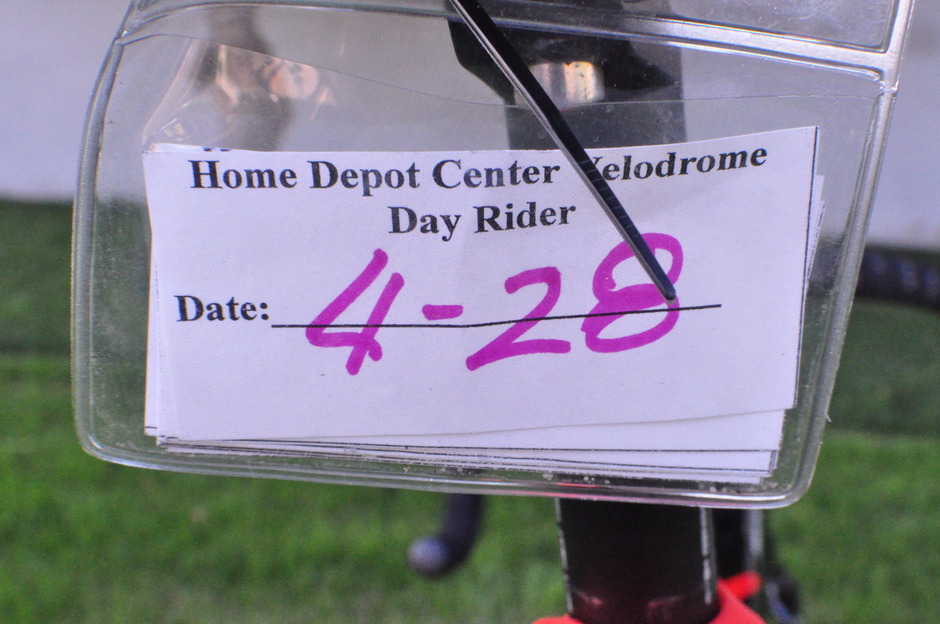 Home Depot Center Velodrome
Day Rider
Date: 4-28